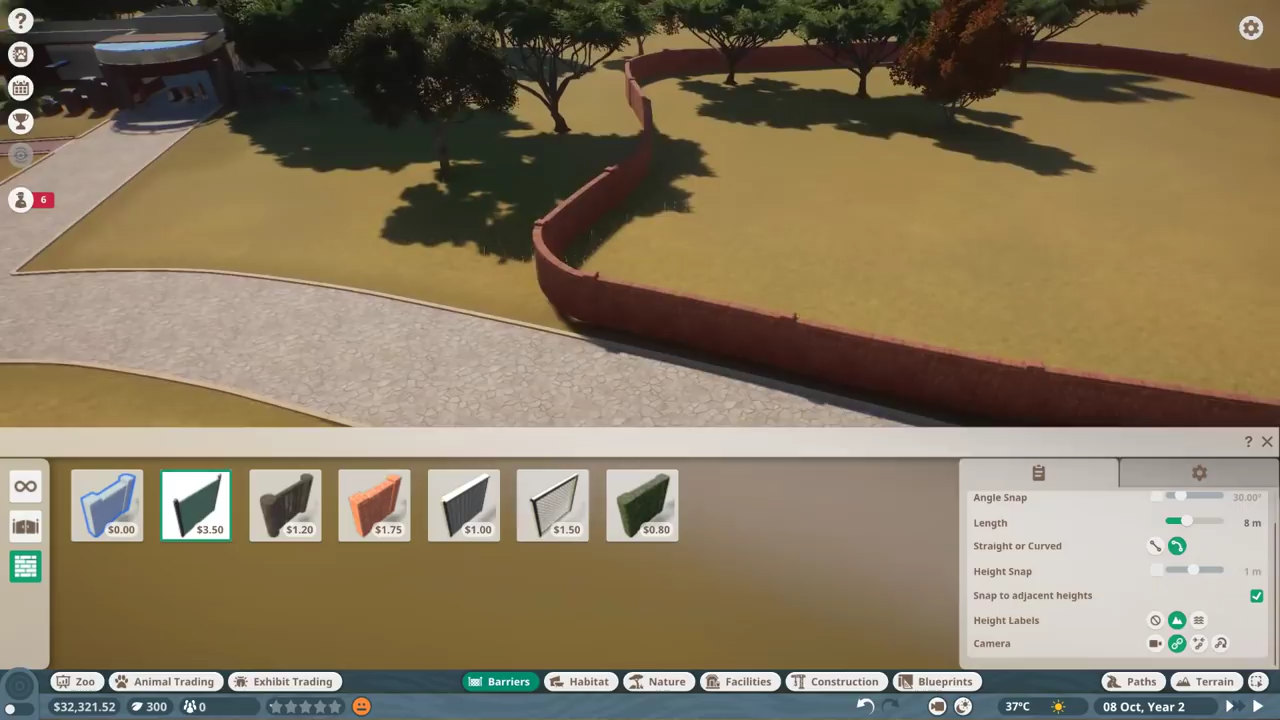 ?
6
? ×
$0.00 $3.50 $1.20 $1.75 $1.00 $1.50 $0.80
Angle Snap 30.00°
Length 8 m
Straight or Curved
Height Snap 1 m
Snap to adjacent heights
Height Labels
Camera
Zoo Animal Trading Exhibit Trading Barriers Habitat Nature Facilities Construction Blueprints Paths Terrain
$32,321.52 300 0 37°C 08 Oct, Year 2